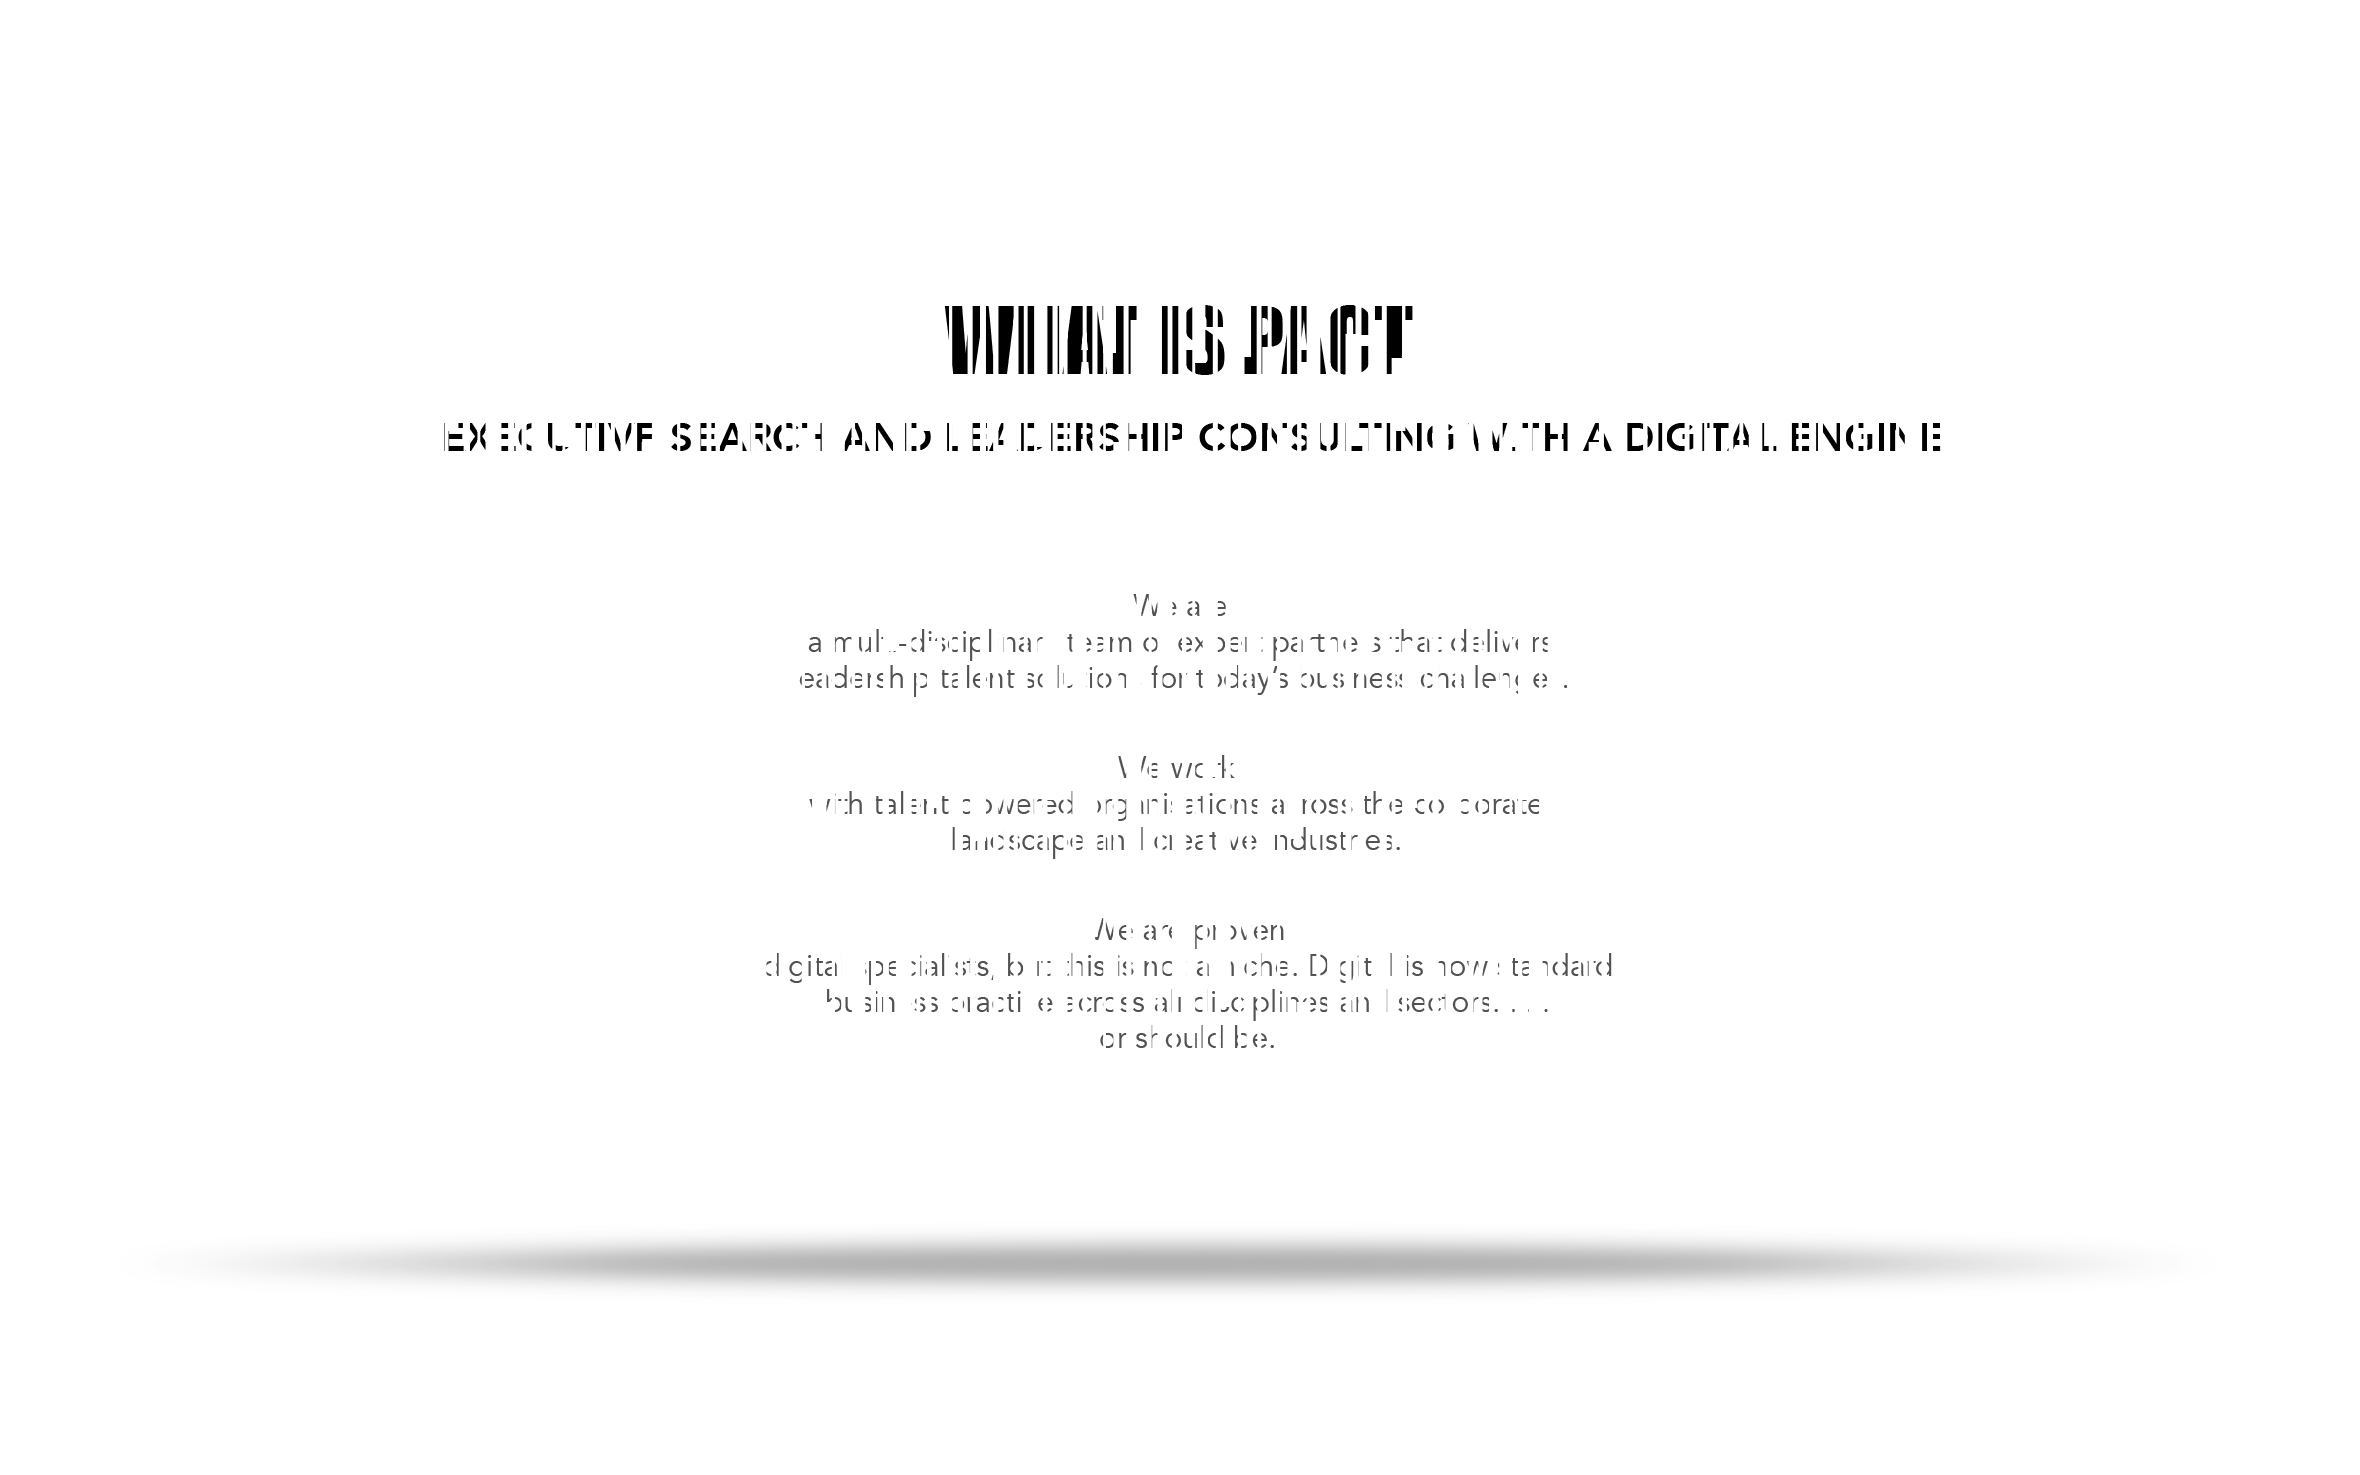 WHAT IS PACT
EXECUTIVE SEARCH AND LEADERSHIP CONSULTING WITH A DIGITAL ENGINE
We are
a multi-disciplinary team of expert partners that delivers
leadership talent solutions for today's business challenges.
We work
with talent powered organisations across the corporate
landscape and creative industries.
We are proven
digital specialists, but this is not a niche. Digital is now standard
business practice across all disciplines and sectors. . . .
or should be.